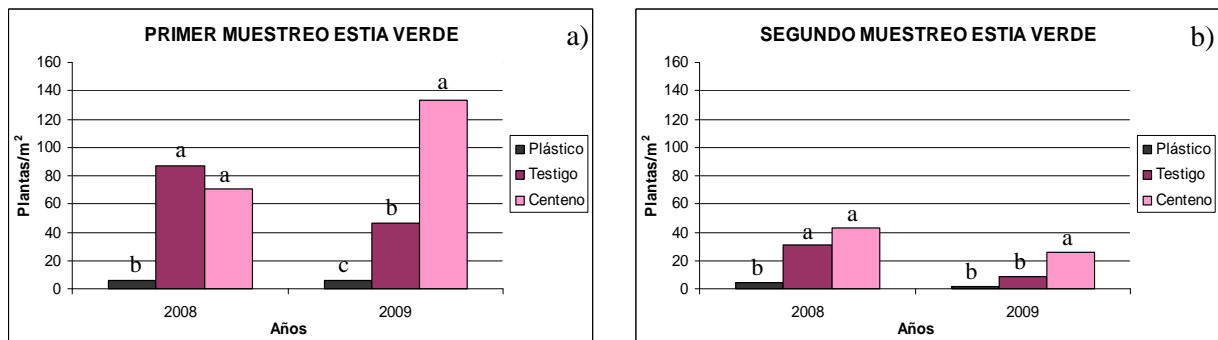 PRIMER MUESTREO ESTIA VERDE
a)
160
140
120
100
80
60
40
20
0
Plantas/m²
b
a
a
c
b
a
2008
2009
Años
Plástico
Testigo
Centeno
SEGUNDO MUESTREO ESTIA VERDE
b)
160
140
120
100
80
60
40
20
0
Plantas/m²
b
a
a
b
b
a
2008
2009
Años
Plástico
Testigo
Centeno